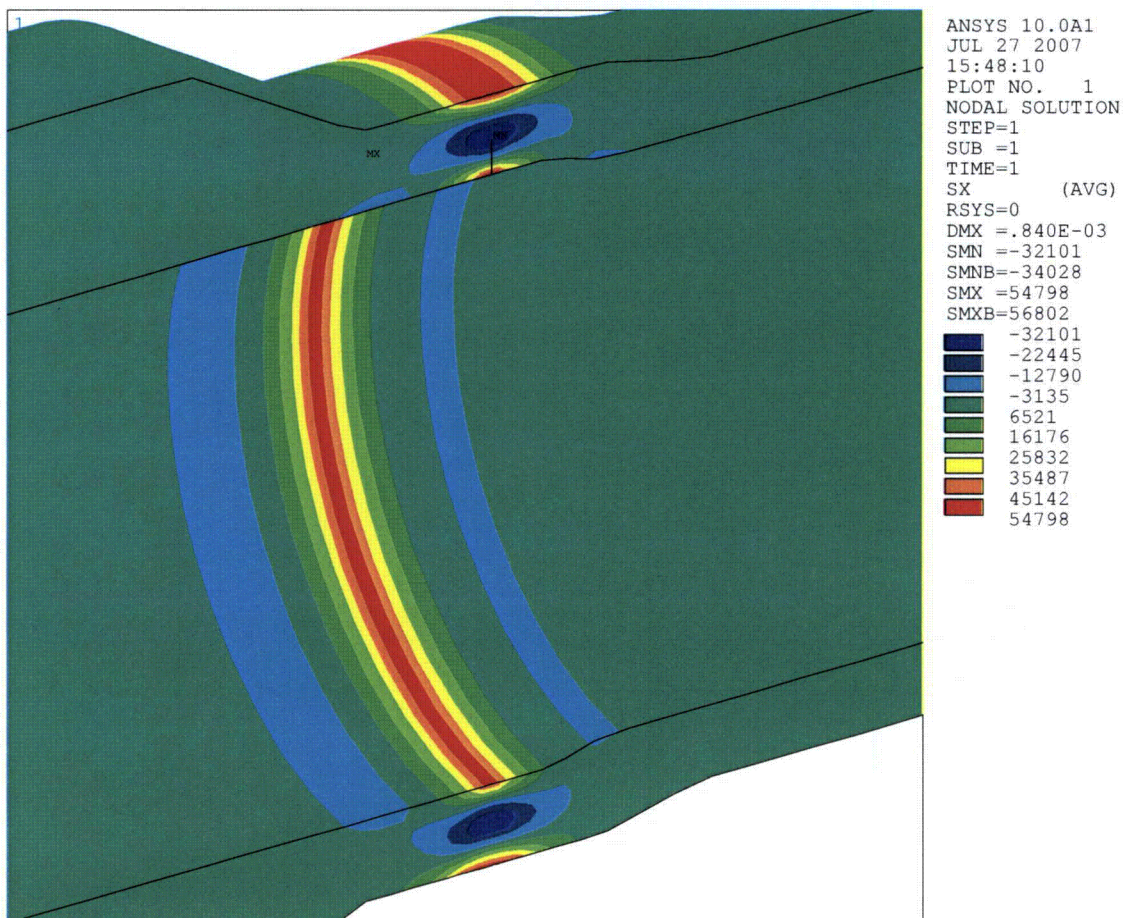 1
ANSYS 10.0A1
JUL 27 2007
15:48:10
PLOT NO. 1
NODAL SOLUTION
STEP=1
SUB =1
TIME=1
SX (AVG)
RSYS=0
DMX =.840E-03
SMN =-32101
SMNB=-34028
SMX =54798
SMXB=56802
-32101
-22445
-12790
-3135
6521
16176
25832
35487
45142
54798
MX